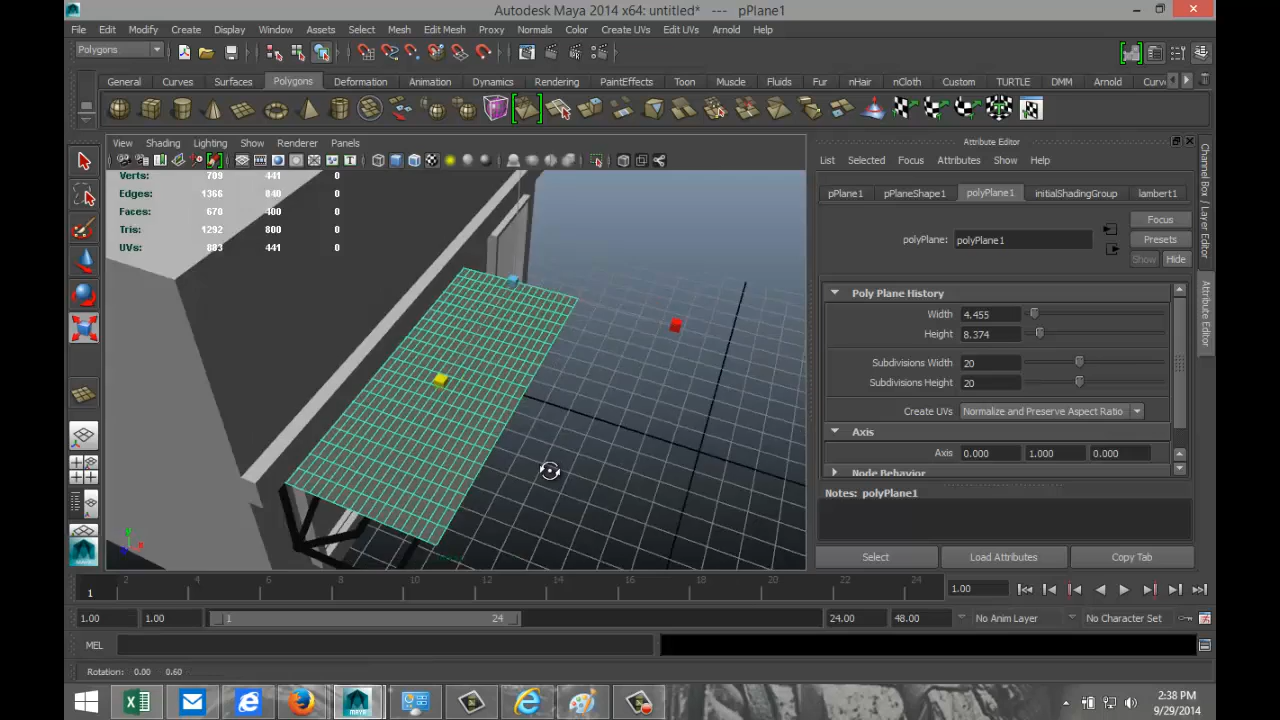 Autodesk Maya 2014 x64: untitled* --- pPlane1
File Edit Modify Create Display Window Assets Select Mesh Edit Mesh Proxy Normals Color Create UVs Edit UVs Arnold Help
Polygons
General Curves Surfaces Polygons Deformation Animation Dynamics Rendering PaintEffects Toon Muscle Fluids Fur nHair nCloth Custom TURTLE DMM Arnold Curv
View Shading Lighting Show Renderer Panels
Verts: 709 441 0
Edges: 1366 840 0
Faces: 670 400 0
Tris: 1292 800 0
UVs: 883 441 0
Attribute Editor
List Selected Focus Attributes Show Help
pPlane1 pPlaneShape1 polyPlane1 initialShadingGroup lambert1
polyPlane: polyPlane1
Focus
Presets
Show Hide
Poly Plane History
Width 4.455
Height 8.374
Subdivisions Width 20
Subdivisions Height 20
Create UVs Normalize and Preserve Aspect Ratio
Axis
Axis 0.000 1.000 0.000
Node Behavior
Notes: polyPlane1
Select Load Attributes Copy Tab
Channel Box / Layer Editor
Attribute Editor
2 4 6 8 10 12 14 16 18 20 22 24
1
1.00
1.00 1.00 1 24 24.00 48.00 No Anim Layer No Character Set
MEL
Rotation: 0.00 0.60
2:38 PM
9/29/2014